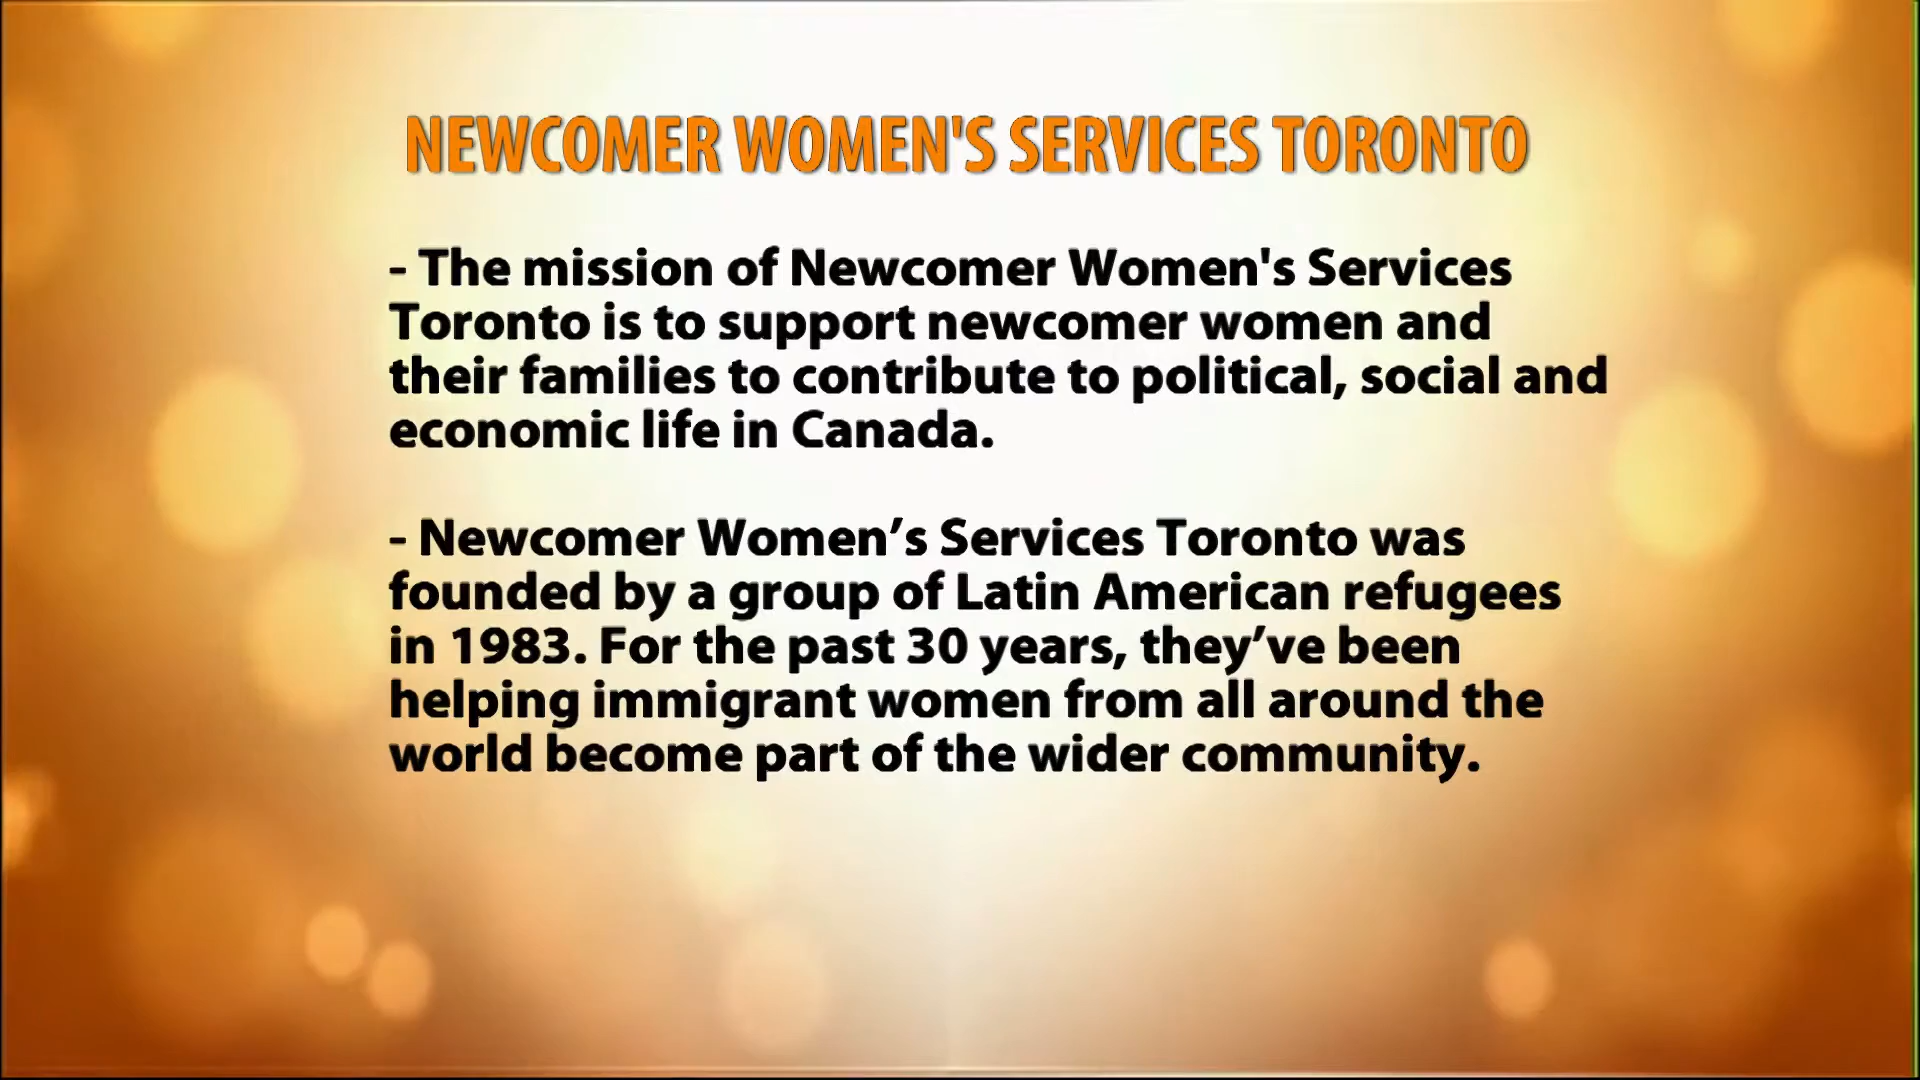 NEWCOMER WOMEN'S SERVICES TORONTO
- The mission of Newcomer Women's Services
Toronto is to support newcomer women and
their families to contribute to political, social and
economic life in Canada.
- Newcomer Women’s Services Toronto was
founded by a group of Latin American refugees
in 1983. For the past 30 years, they’ve been
helping immigrant women from all around the
world become part of the wider community.